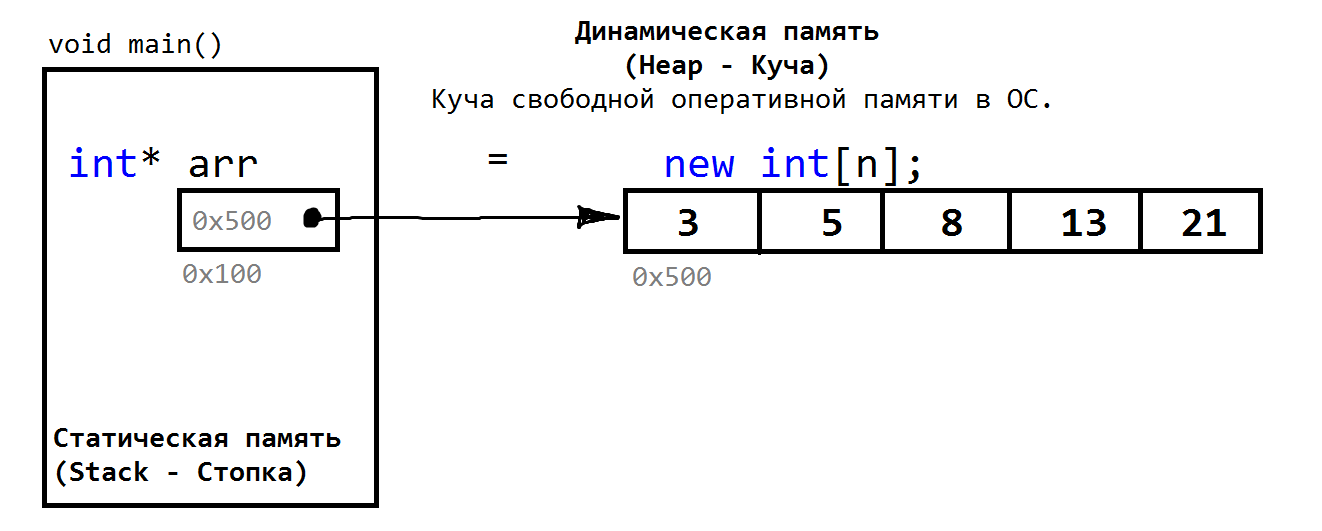 void main()
Динамическая память
(Heap - Куча)
Куча свободной оперативной памяти в ОС.
int* arr = new int[n];
0x500 3 5 8 13 21
0x100 0x500
Статическая память
(Stack - Стопка)